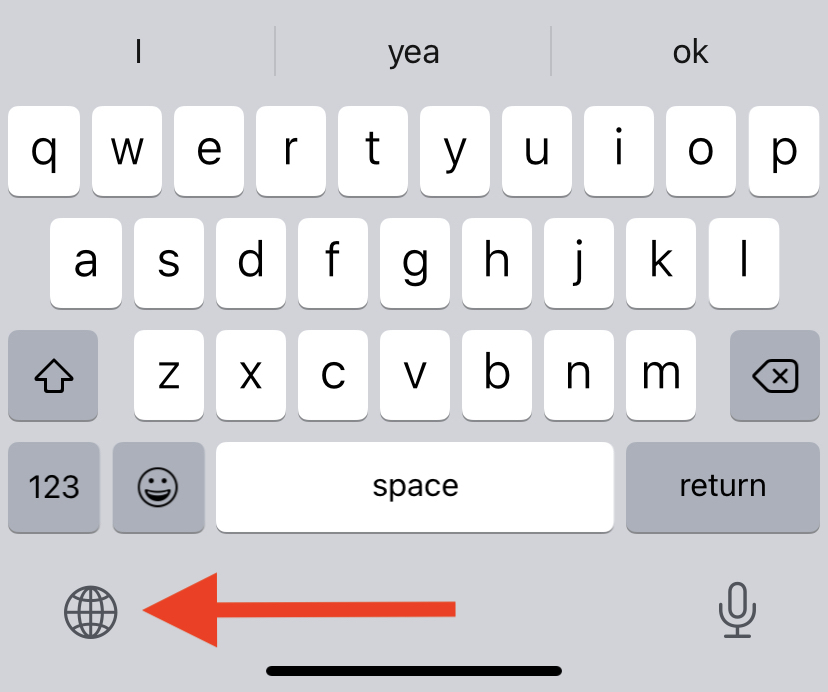 I yea ok
q w e r t y u i o p
a s d f g h j k l
z x c v b n m
123 space return